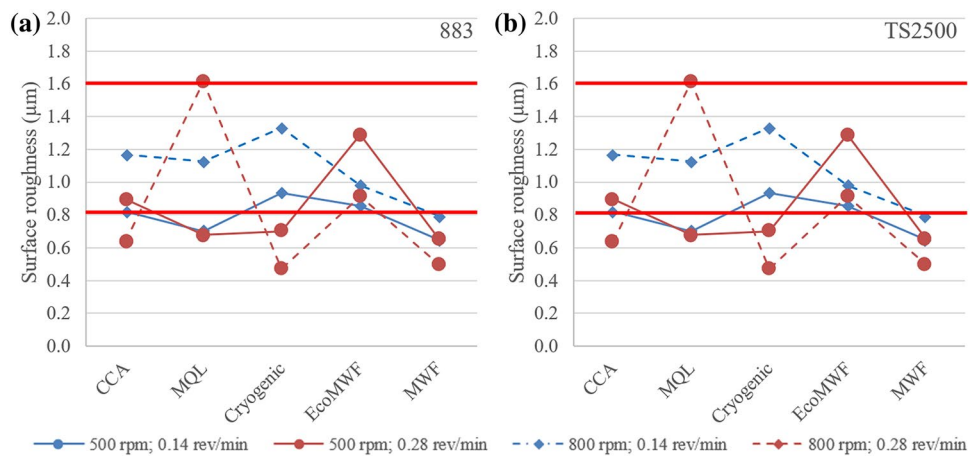 (a)
883
Surface roughness (µm)
2.0
1.8
1.6
1.4
1.2
1.0
0.8
0.6
0.4
0.2
0.0
CCA
MQL
Cryogenic
EcoMWF
MWF
(b)
TS2500
Surface roughness (µm)
2.0
1.8
1.6
1.4
1.2
1.0
0.8
0.6
0.4
0.2
0.0
CCA
MQL
Cryogenic
EcoMWF
MWF
500 rpm; 0.14 rev/min
500 rpm; 0.28 rev/min
800 rpm; 0.14 rev/min
800 rpm; 0.28 rev/min